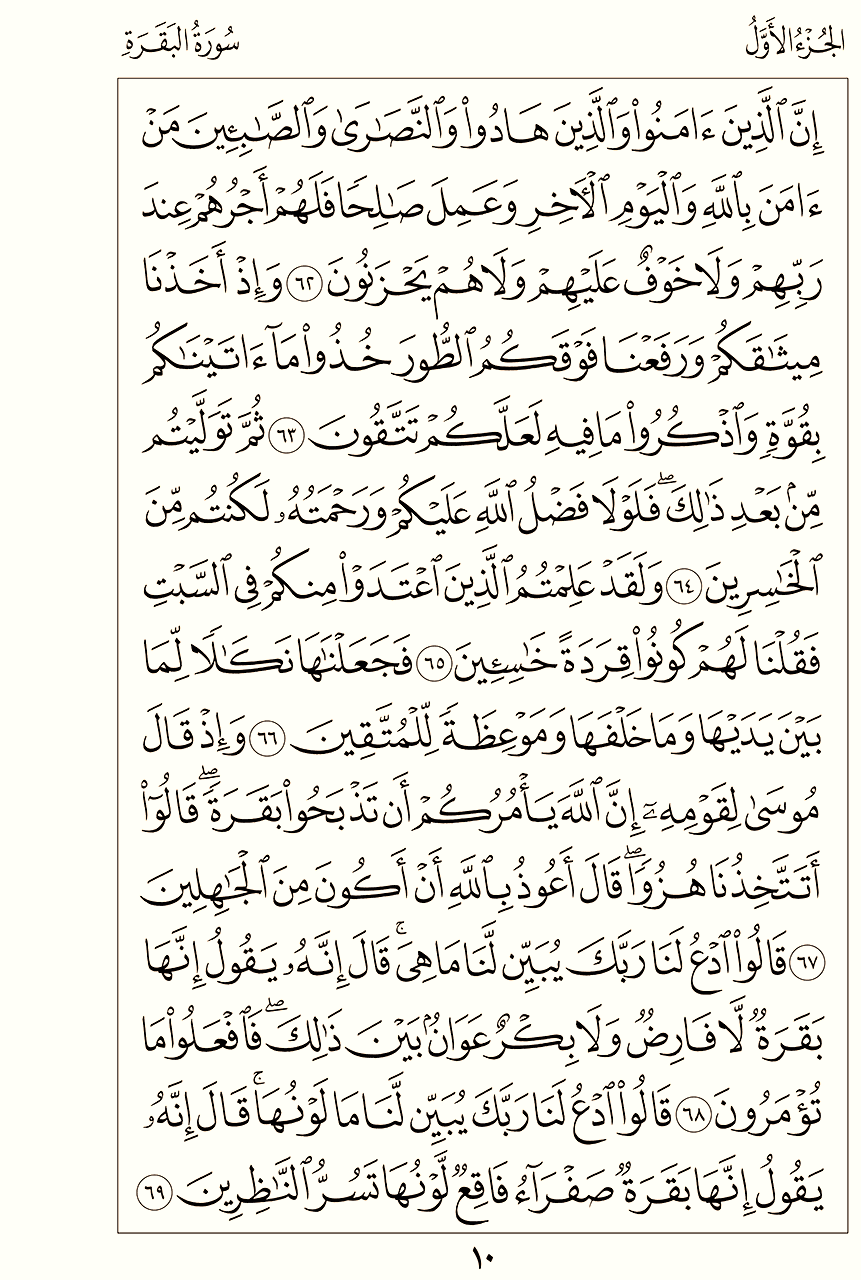 الجُزْءُ الأَوَّلُ
سُورَةُ البَقَرَةِ
إِنَّ ٱلَّذِينَ ءَامَنُوا۟ وَٱلَّذِينَ هَادُوا۟ وَٱلنَّصَـٰرَىٰ وَٱلصَّـٰبِـِٔينَ مَنْ
ءَامَنَ بِٱللَّهِ وَٱلْيَوْمِ ٱلْـَٔاخِرِ وَعَمِلَ صَـٰلِحًا فَلَهُمْ أَجْرُهُمْ عِندَ
رَبِّهِمْ وَلَا خَوْفٌ عَلَيْهِمْ وَلَا هُمْ يَحْزَنُونَ ٦٢ وَإِذْ أَخَذْنَا
مِيثَـٰقَكُمْ وَرَفَعْنَا فَوْقَكُمُ ٱلطُّورَ خُذُوا۟ مَآ ءَاتَيْنَـٰكُم
بِقُوَّةٍ وَٱذْكُرُوا۟ مَا فِيهِ لَعَلَّكُمْ تَتَّقُونَ ٦٣ ثُمَّ تَوَلَّيْتُم
مِّنۢ بَعْدِ ذَٰلِكَ ۖ فَلَوْلَا فَضْلُ ٱللَّهِ عَلَيْكُمْ وَرَحْمَتُهُۥ لَكُنتُم مِّنَ
ٱلْخَـٰسِرِينَ ٦٤ وَلَقَدْ عَلِمْتُمُ ٱلَّذِينَ ٱعْتَدَوْا۟ مِنكُمْ فِى ٱلسَّبْتِ
فَقُلْنَا لَهُمْ كُونُوا۟ قِرَدَةً خَـٰسِـِٔينَ ٦٥ فَجَعَلْنَـٰهَا نَكَـٰلًا لِّمَا
بَيْنَ يَدَيْهَا وَمَا خَلْفَهَا وَمَوْعِظَةً لِّلْمُتَّقِينَ ٦٦ وَإِذْ قَالَ
مُوسَىٰ لِقَوْمِهِۦٓ إِنَّ ٱللَّهَ يَأْمُرُكُمْ أَن تَذْبَحُوا۟ بَقَرَةً ۖ قَالُوٓا۟
أَتَتَّخِذُنَا هُزُوًا ۖ قَالَ أَعُوذُ بِٱللَّهِ أَنْ أَكُونَ مِنَ ٱلْجَـٰهِلِينَ
٦٧ قَالُوا۟ ٱدْعُ لَنَا رَبَّكَ يُبَيِّن لَّنَا مَا هِىَ ۚ قَالَ إِنَّهُۥ يَقُولُ إِنَّهَا
بَقَرَةٌ لَّا فَارِضٌ وَلَا بِكْرٌ عَوَانٌۢ بَيْنَ ذَٰلِكَ ۖ فَٱفْعَلُوا۟ مَا
تُؤْمَرُونَ ٦٨ قَالُوا۟ ٱدْعُ لَنَا رَبَّكَ يُبَيِّن لَّنَا مَا لَوْنُهَا ۚ قَالَ إِنَّهُۥ
يَقُولُ إِنَّهَا بَقَرَةٌ صَفْرَآءُ فَاقِعٌ لَّوْنُهَا تَسُرُّ ٱلنَّـٰظِرِينَ ٦٩
١٠